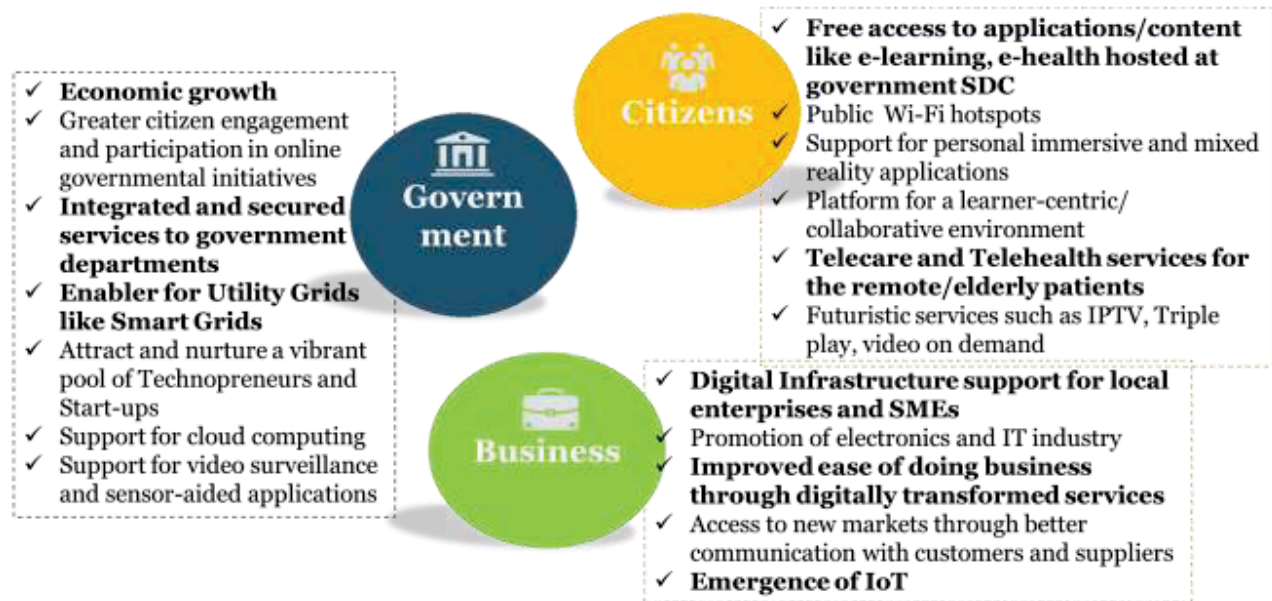 ✓ Economic growth
✓ Greater citizen engagement
and participation in online
governmental initiatives
✓ Integrated and secured
services to government
departments
✓ Enabler for Utility Grids
like Smart Grids
✓ Attract and nurture a vibrant
pool of Technopreneurs and
Start-ups
✓ Support for cloud computing
✓ Support for video surveillance
and sensor-aided applications
Govern
ment
Citizens
✓ Free access to applications/content
like e-learning, e-health hosted at
government SDC
✓ Public Wi-Fi hotspots
✓ Support for personal immersive and mixed
reality applications
✓ Platform for a learner-centric/
collaborative environment
✓ Telecare and Telehealth services for
the remote/elderly patients
✓ Futuristic services such as IPTV, Triple
play, video on demand
Business
✓ Digital Infrastructure support for local
enterprises and SMEs
✓ Promotion of electronics and IT industry
✓ Improved ease of doing business
through digitally transformed services
✓ Access to new markets through better
communication with customers and suppliers
✓ Emergence of IoT